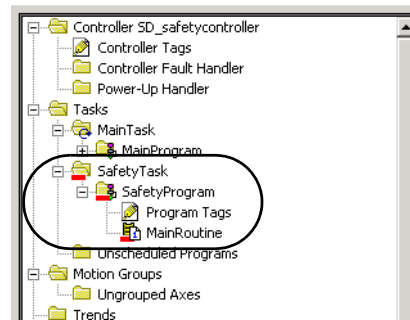 Controller SD_safetycontroller
Controller Tags
Controller Fault Handler
Power-Up Handler
Tasks
MainTask
MainProgram
SafetyTask
SafetyProgram
Program Tags
MainRoutine
Unscheduled Programs
Motion Groups
Ungrouped Axes
Trends